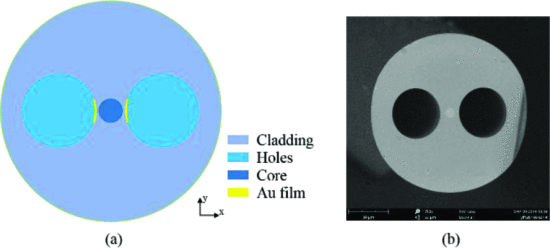 Cladding
Holes
Core
Au film
y
x
(a)
(b)